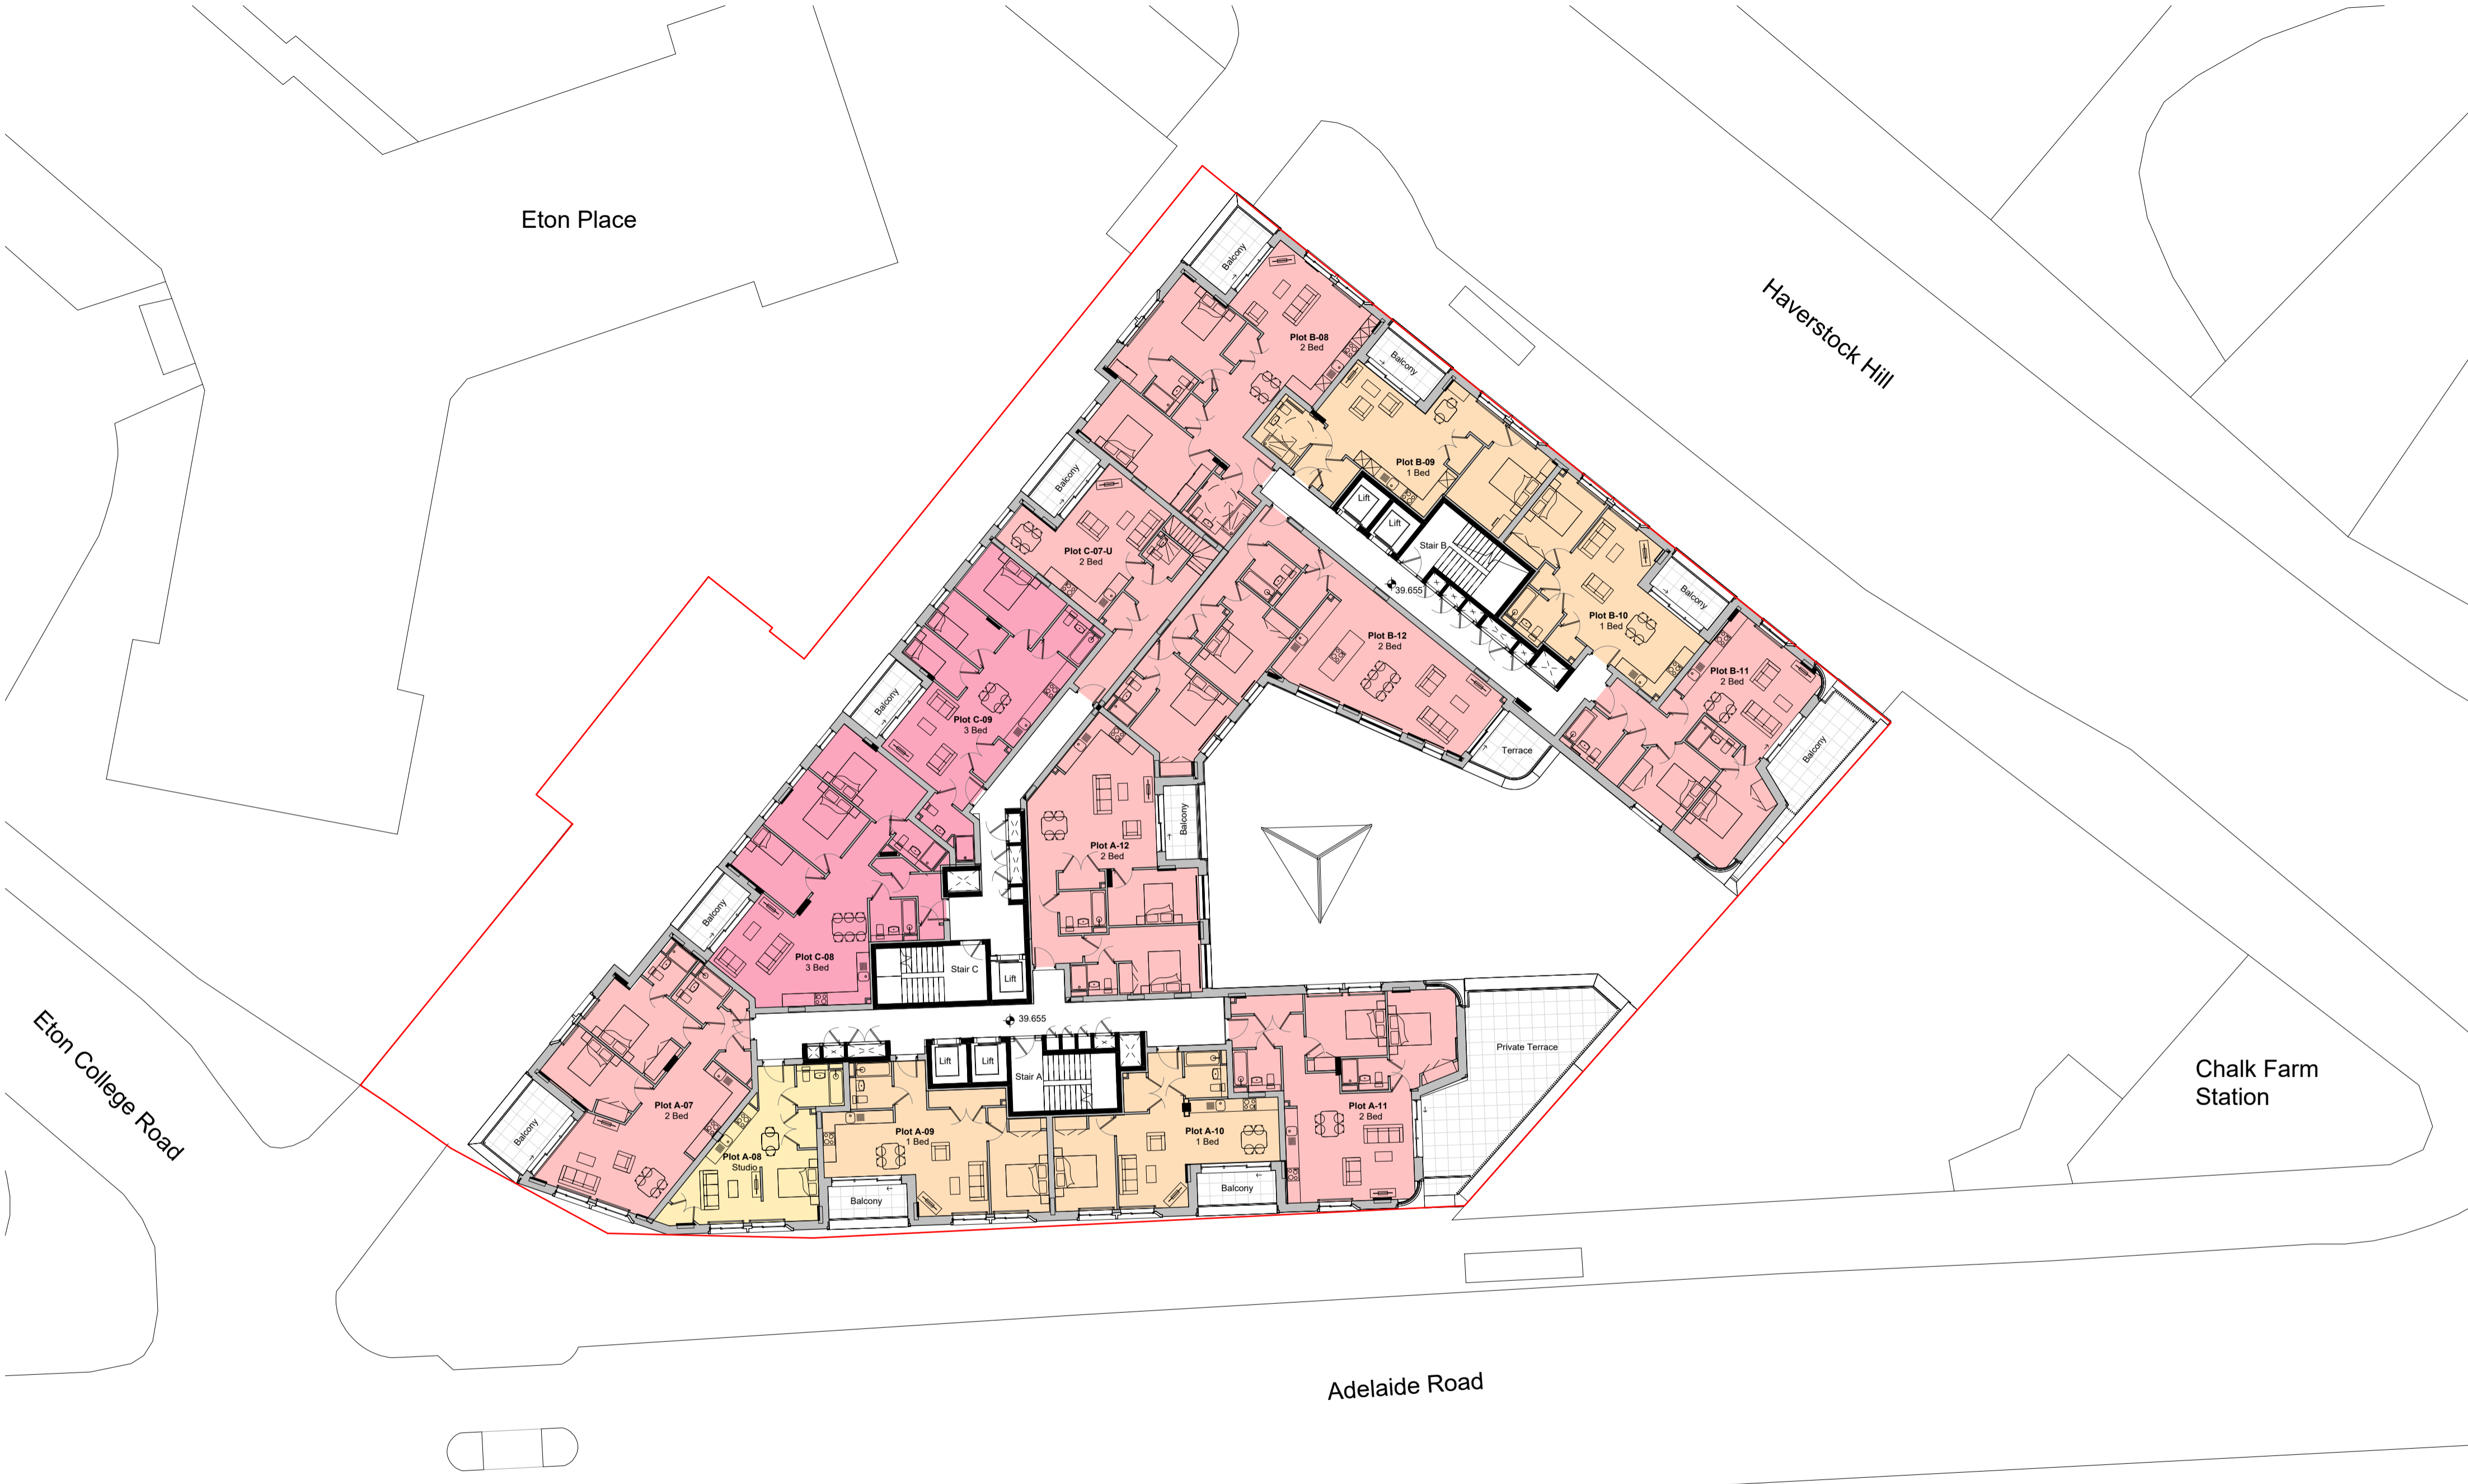 Eton Place
Haverstock Hill
Balcony
Plot B-08
2 Bed
Balcony
Plot B-09
1 Bed
Balcony
Lift
Lift
Stair B
39.655
Plot C-07-U
2 Bed
Balcony
Plot B-10
1 Bed
Plot B-12
2 Bed
Plot B-11
2 Bed
Balcony
Terrace
Balcony
Plot C-09
3 Bed
Balcony
Plot A-12
2 Bed
Balcony
Plot C-08
3 Bed
Stair C
Lift
39.655
Eton College Road
Private Terrace
Chalk Farm
Station
Lift
Lift
Stair A
Plot A-07
2 Bed
Balcony
Plot A-08
Studio
Plot A-09
1 Bed
Plot A-10
1 Bed
Plot A-11
2 Bed
Balcony
Balcony
Adelaide Road